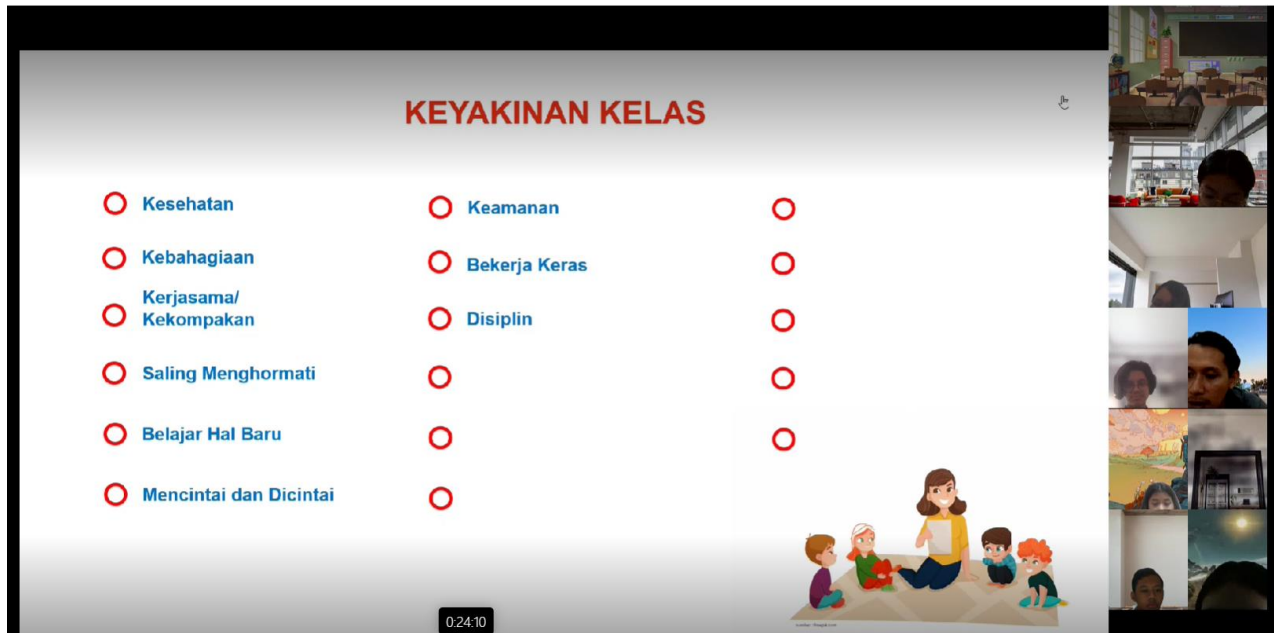 KEYAKINAN KELAS
Kesehatan
Kebahagiaan
Kerjasama/
Kekompakan
Saling Menghormati
Belajar Hal Baru
Mencintai dan Dicintai
Keamanan
Bekerja Keras
Disiplin
0:24:10